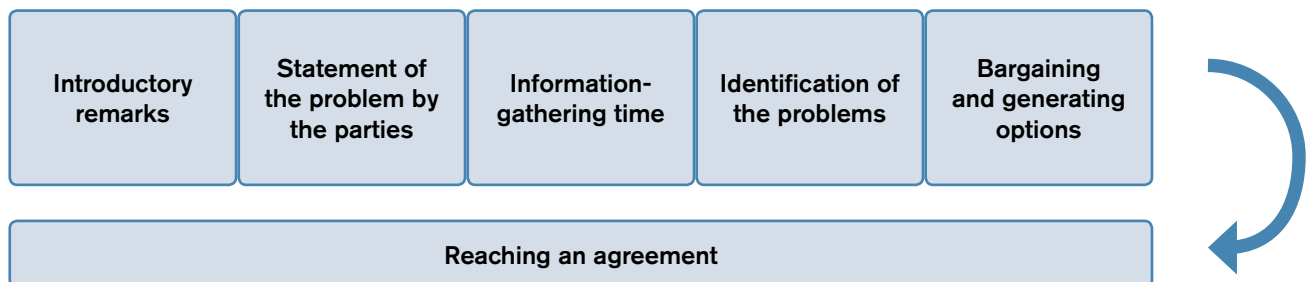 Introductory
remarks
Statement of
the problem by
the parties
Information-
gathering time
Identification of
the problems
Bargaining
and generating
options
Reaching an agreement